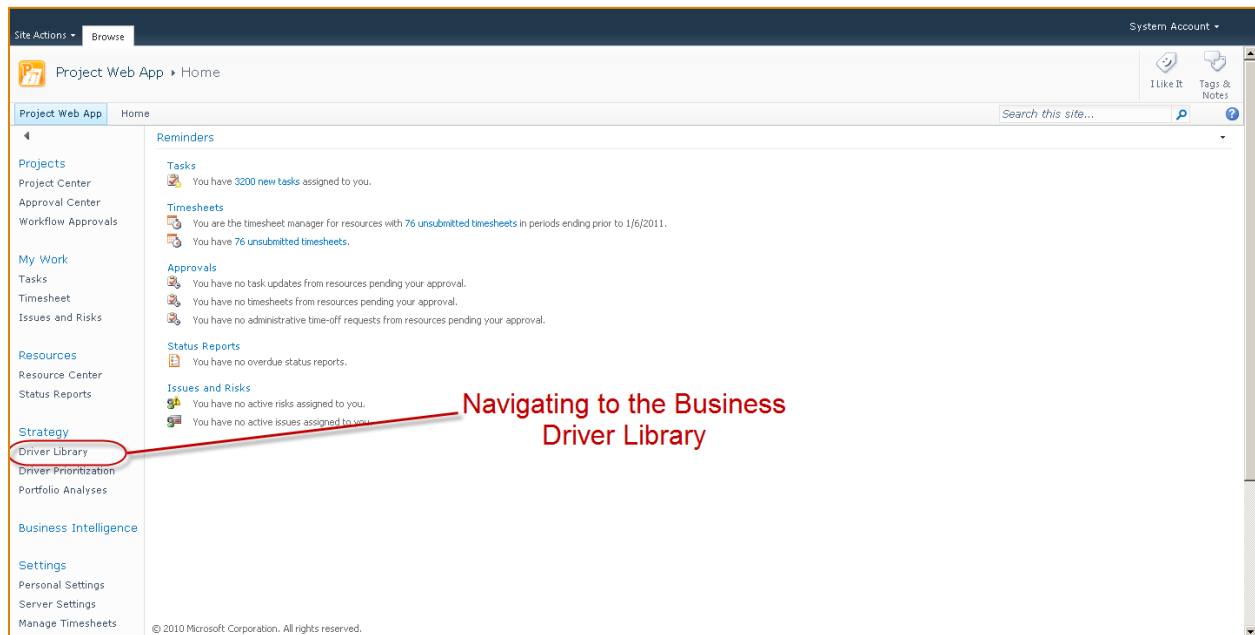 Site Actions
Browse
System Account
Project Web App
Home
I Like It
Tags &
Notes
Project Web App
Home
Search this site...
Projects
Project Center
Approval Center
Workflow Approvals
My Work
Tasks
Timesheet
Issues and Risks
Resources
Resource Center
Status Reports
Strategy
Driver Library
Driver Prioritization
Portfolio Analyses
Business Intelligence
Settings
Personal Settings
Server Settings
Manage Timesheets
Reminders
Tasks
You have 3200 new tasks assigned to you.
Timesheets
You are the timesheet manager for resources with 76 unsubmitted timesheets in periods ending prior to 1/6/2011.
You have 76 unsubmitted timesheets.
Approvals
You have no task updates from resources pending your approval.
You have no timesheets from resources pending your approval.
You have no administrative time-off requests from resources pending your approval.
Status Reports
You have no overdue status reports.
Issues and Risks
You have no active risks assigned to you.
You have no active issues assigned to you.
Navigating to the Business
Driver Library
© 2010 Microsoft Corporation. All rights reserved.